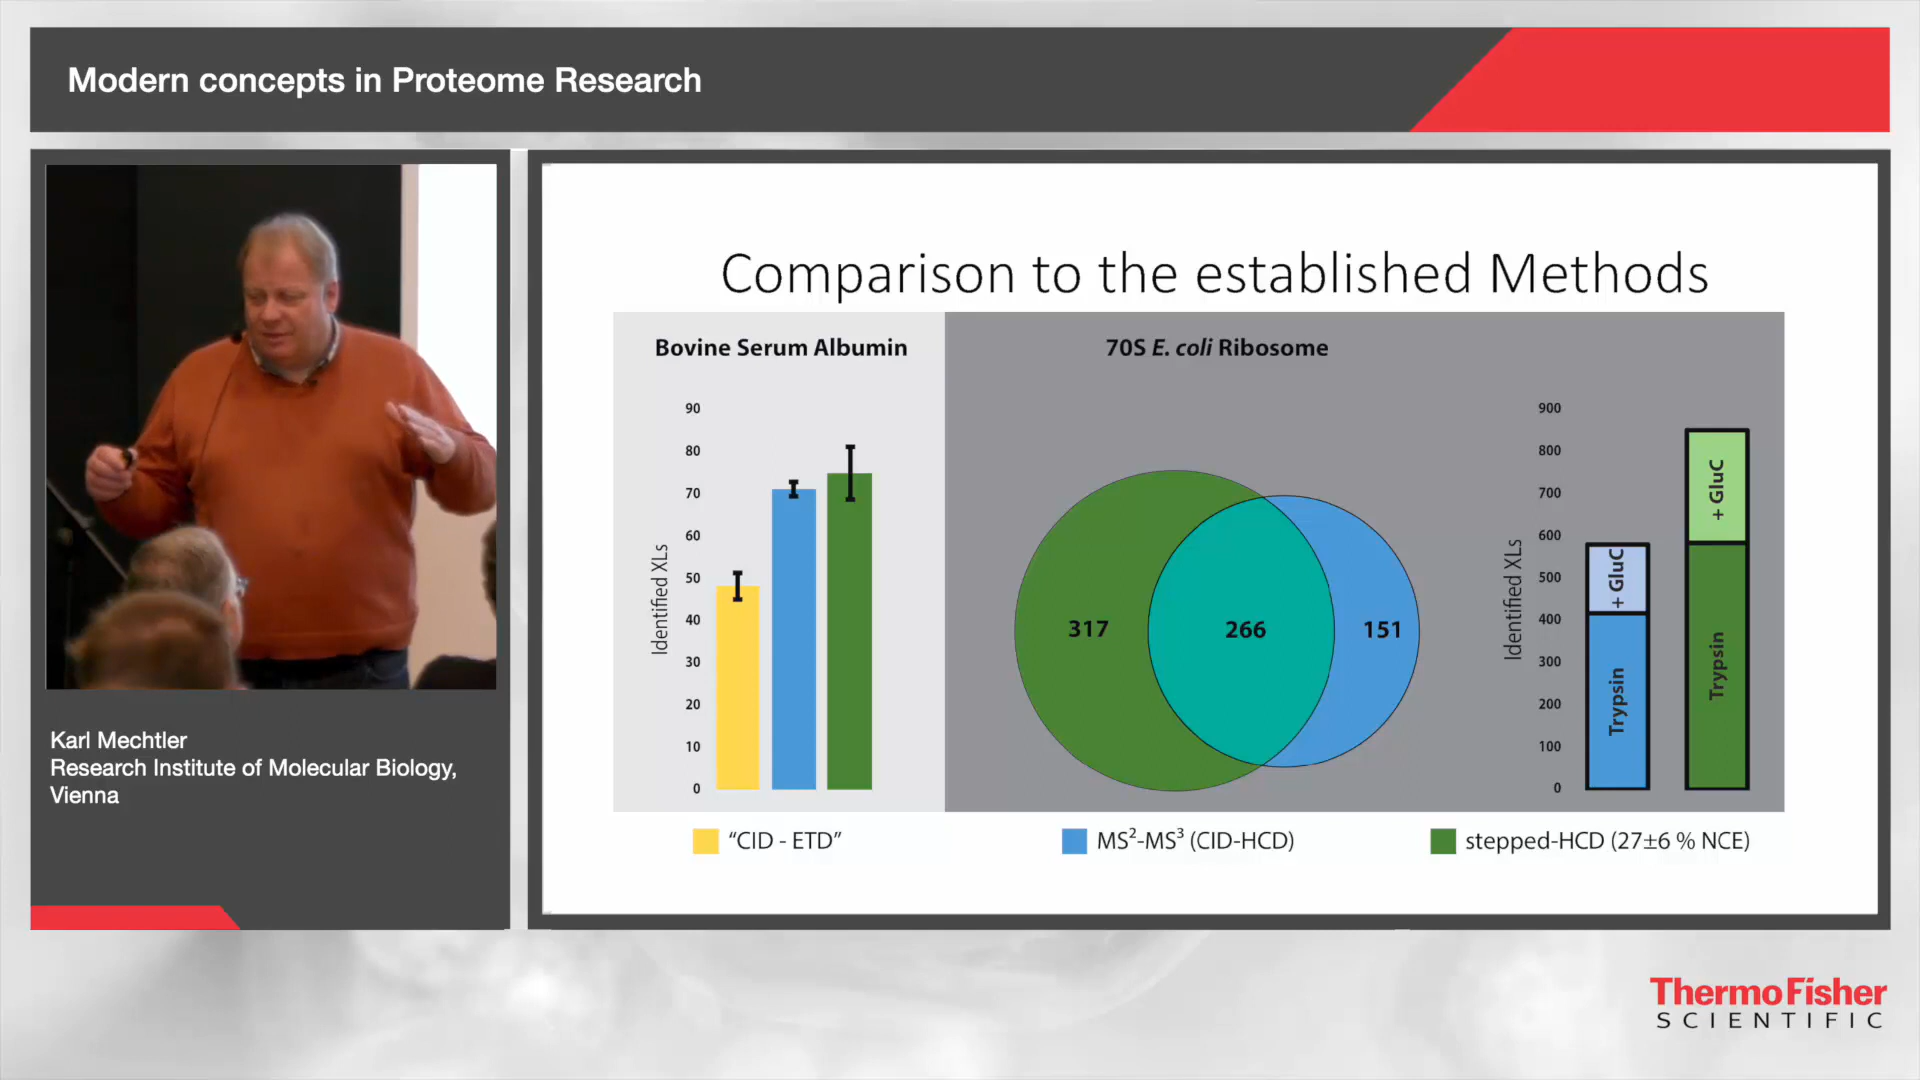 Modern concepts in Proteome Research
Karl Mechtler
Research Institute of Molecular Biology,
Vienna
Comparison to the established Methods
Bovine Serum Albumin
Identified XLs
90
80
70
60
50
40
30
20
10
0
70S E. coli Ribosome
317
266
151
Identified XLs
900
800
700
600
500
400
300
200
100
0
+ GluC
Trypsin
+ GluC
Trypsin
“CID - ETD”
MS²-MS³ (CID-HCD)
stepped-HCD (27±6 % NCE)
ThermoFisher
SCIENTIFIC